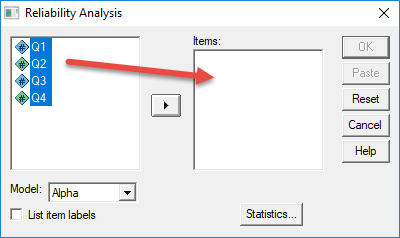 Reliability Analysis
Items:
Q1
Q2
Q3
Q4
OK
Paste
Reset
Cancel
Help
Model:
Alpha
List item labels
Statistics...